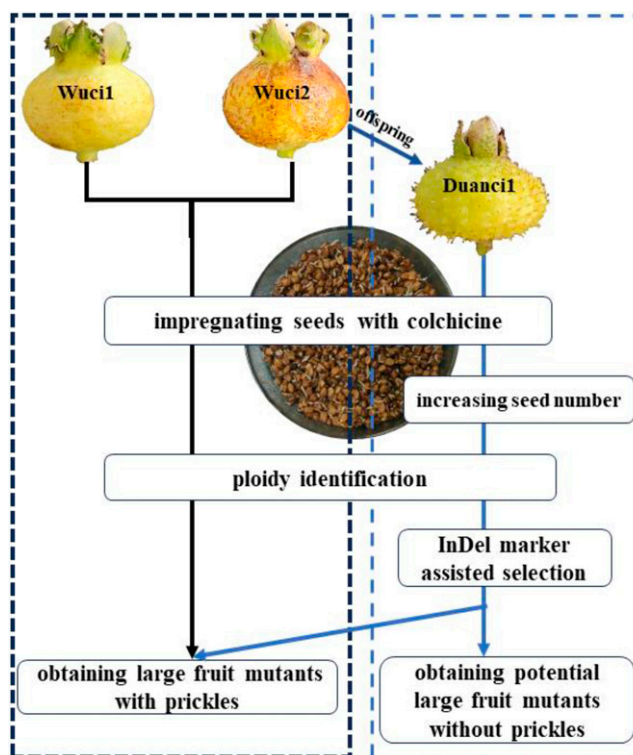 Wuci1
Wuci2
offspring
Duanci1
impregnating seeds with colchicine
increasing seed number
ploidy identification
InDel marker
assisted selection
obtaining large fruit mutants
with prickles
obtaining potential
large fruit mutants
without prickles